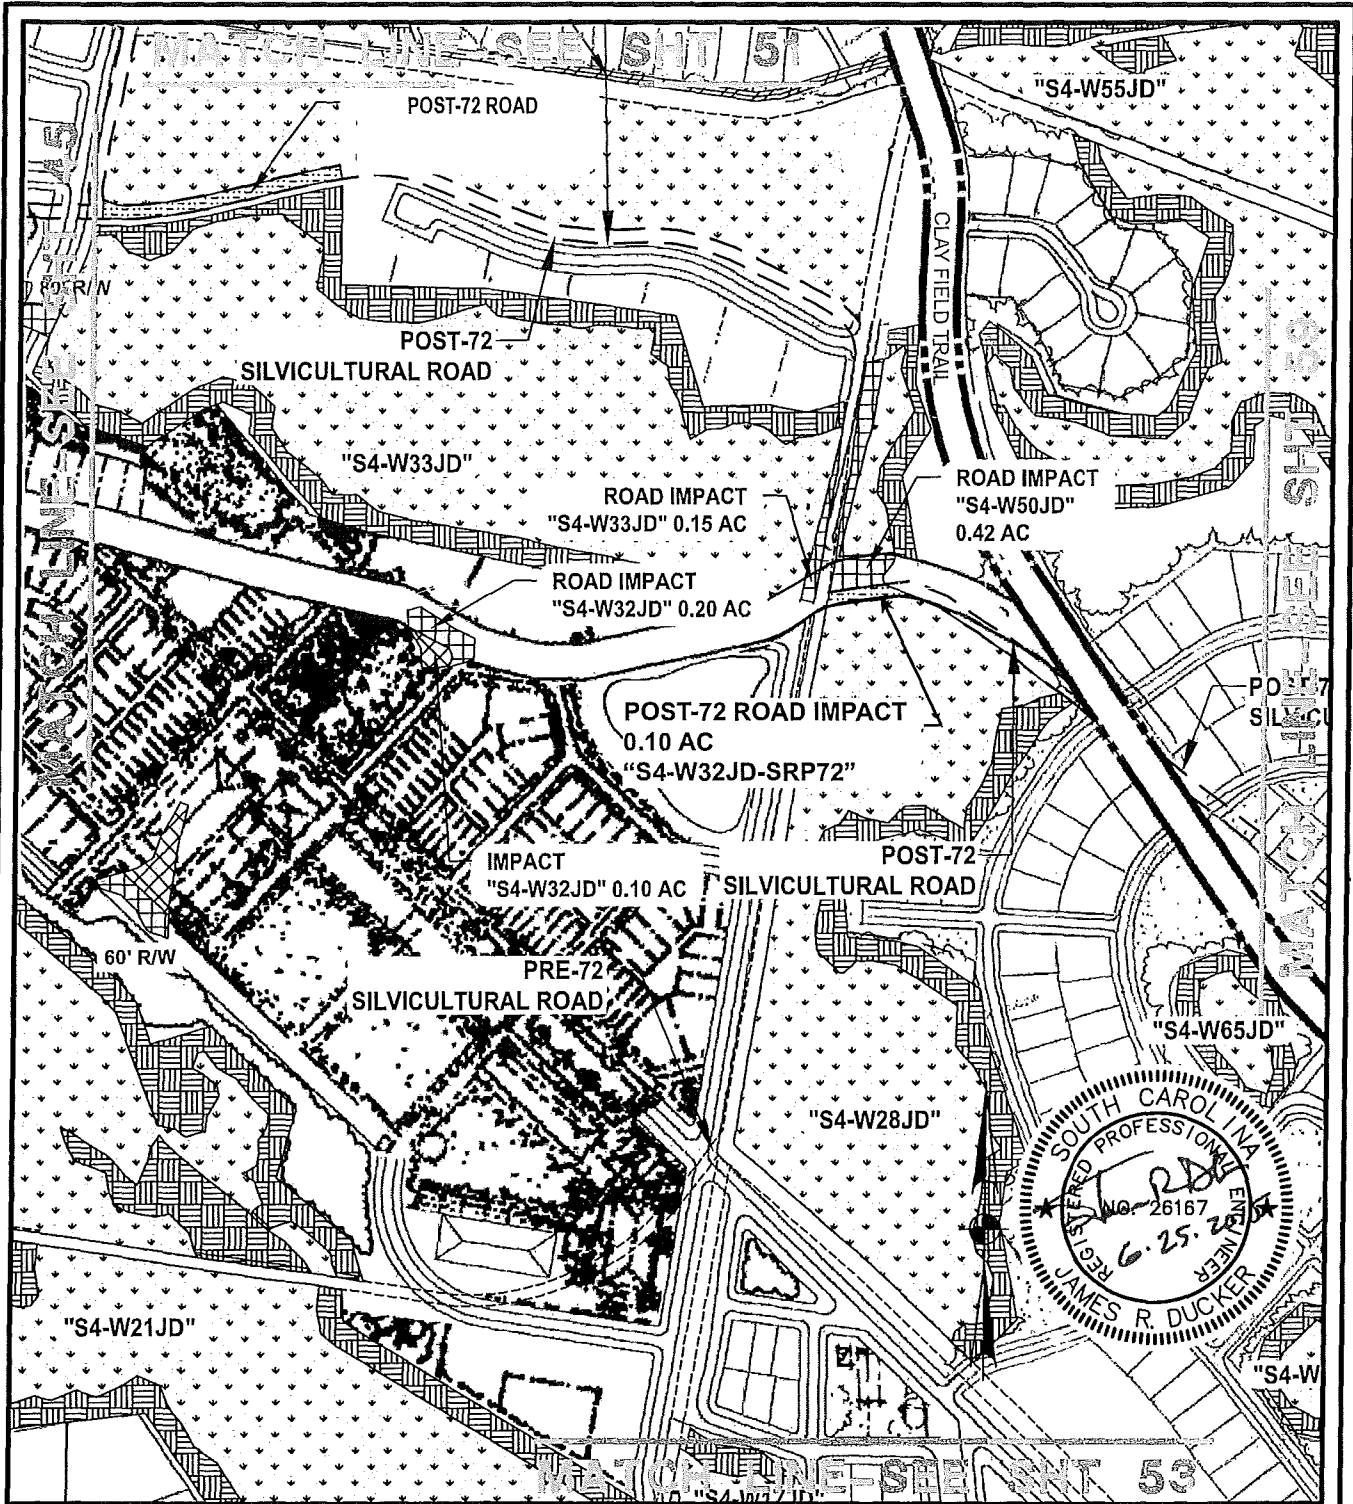 MATCH LINE-SEE SHT 51
"S4-W55JD"
POST-72 ROAD
MATCH LINE-SEE SHT 45
80' R/W
CLAY FIELD TRAIL
POST-72
SILVICULTURAL ROAD
MATCH LINE-SEE SHT 59
"S4-W33JD"
ROAD IMPACT
"S4-W33JD" 0.15 AC
ROAD IMPACT
"S4-W50JD"
0.42 AC
ROAD IMPACT
"S4-W32JD" 0.20 AC
POST-72 ROAD IMPACT
0.10 AC
“S4-W32JD-SRP72”
IMPACT
"S4-W32JD" 0.10 AC
POST-72
SILVICULTURAL ROAD
60' R/W
PRE-72
SILVICULTURAL ROAD
"S4-W65JD"
"S4-W28JD"
SOUTH CAROLINA
REGISTERED PROFESSIONAL ENGINEER
NO. 26167
JAMES R. DUCKER
"S4-W21JD"
"S4-W
MATCH LINE-SEE SHT 53